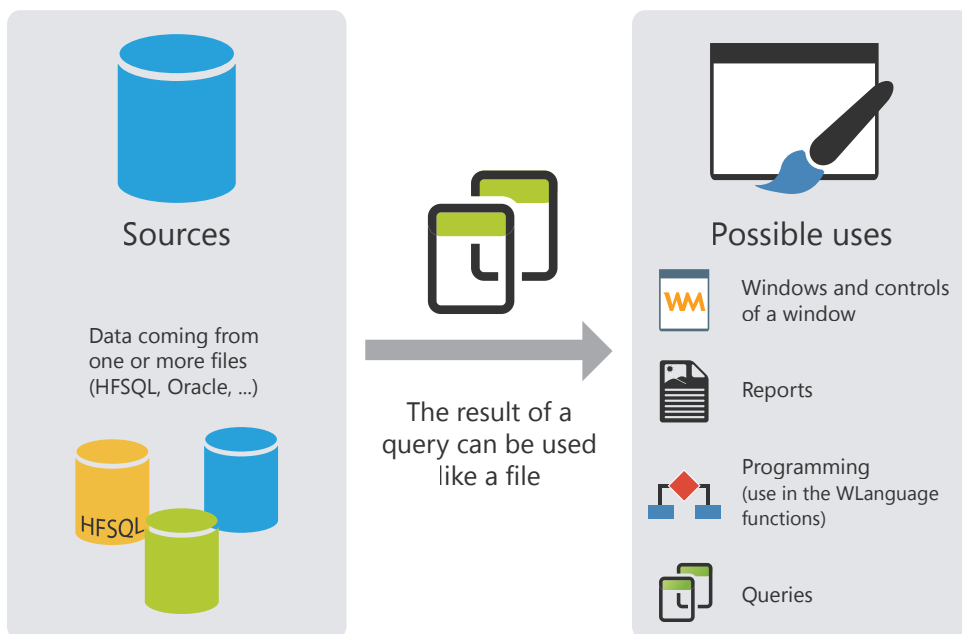 Sources
Data coming from
one or more files
(HFSQL, Oracle, ...)
HFSQL
The result of a
query can be used
like a file
Possible uses
WM
Windows and controls
of a window
Reports
Programming
(use in the WLanguage
functions)
Queries